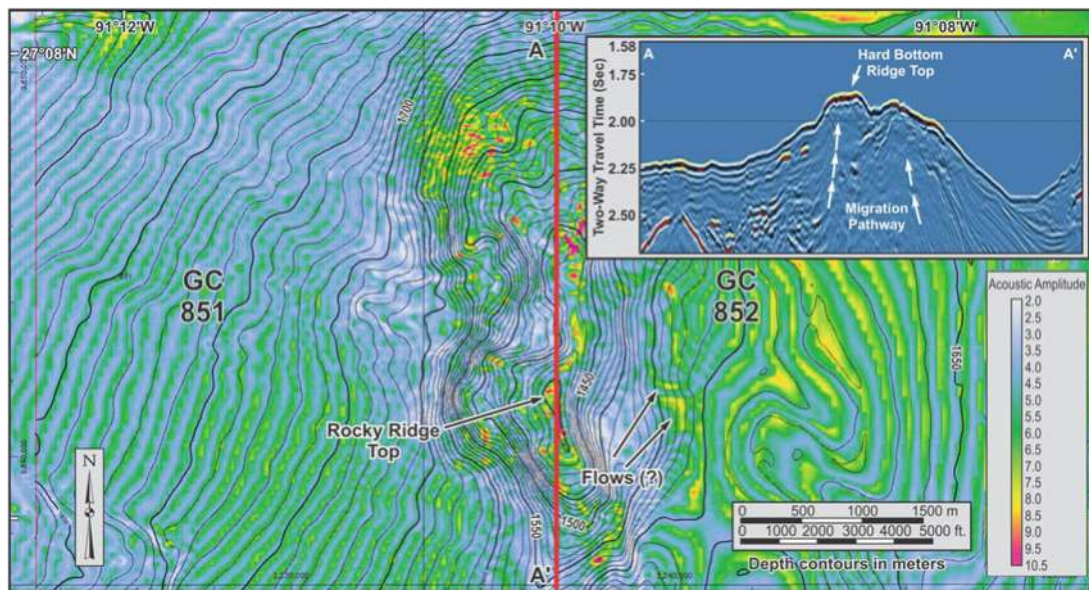 91°12'W
91°10'W
91°08'W
27°08'N
A
1700
GC
851
GC
852
1450
1650
Rocky Ridge
Top
Flows (?)
1550
1500
A'
N
0 500 1000 1500 m
0 1000 2000 3000 4000 5000 ft.
Depth contours in meters
A
A'
Hard Bottom
Ridge Top
Migration
Pathway
Two-Way Travel Time (Sec)
1.58
1.75
2.00
2.25
2.50
Acoustic Amplitude
2.0
2.5
3.0
3.5
4.0
4.5
5.0
5.5
6.0
6.5
7.0
7.5
8.0
8.5
9.0
9.5
10.5